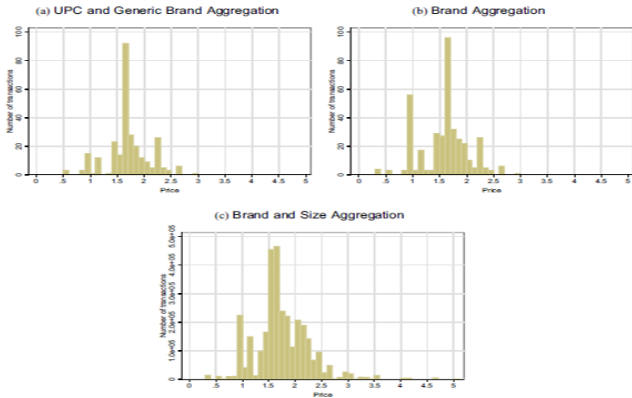 (a) UPC and Generic Brand Aggregation
Number of transactions
100
80
60
40
20
0
0 .5 1 1.5 2 2.5 3 3.5 4 4.5 5
Price
(b) Brand Aggregation
Number of transactions
100
80
60
40
20
0
0 .5 1 1.5 2 2.5 3 3.5 4 4.5 5
Price
(c) Brand and Size Aggregation
Number of transactions
5.0e+05
4.0e+05
3.0e+05
2.0e+05
1.0e+05
0
0 .5 1 1.5 2 2.5 3 3.5 4 4.5 5
Price